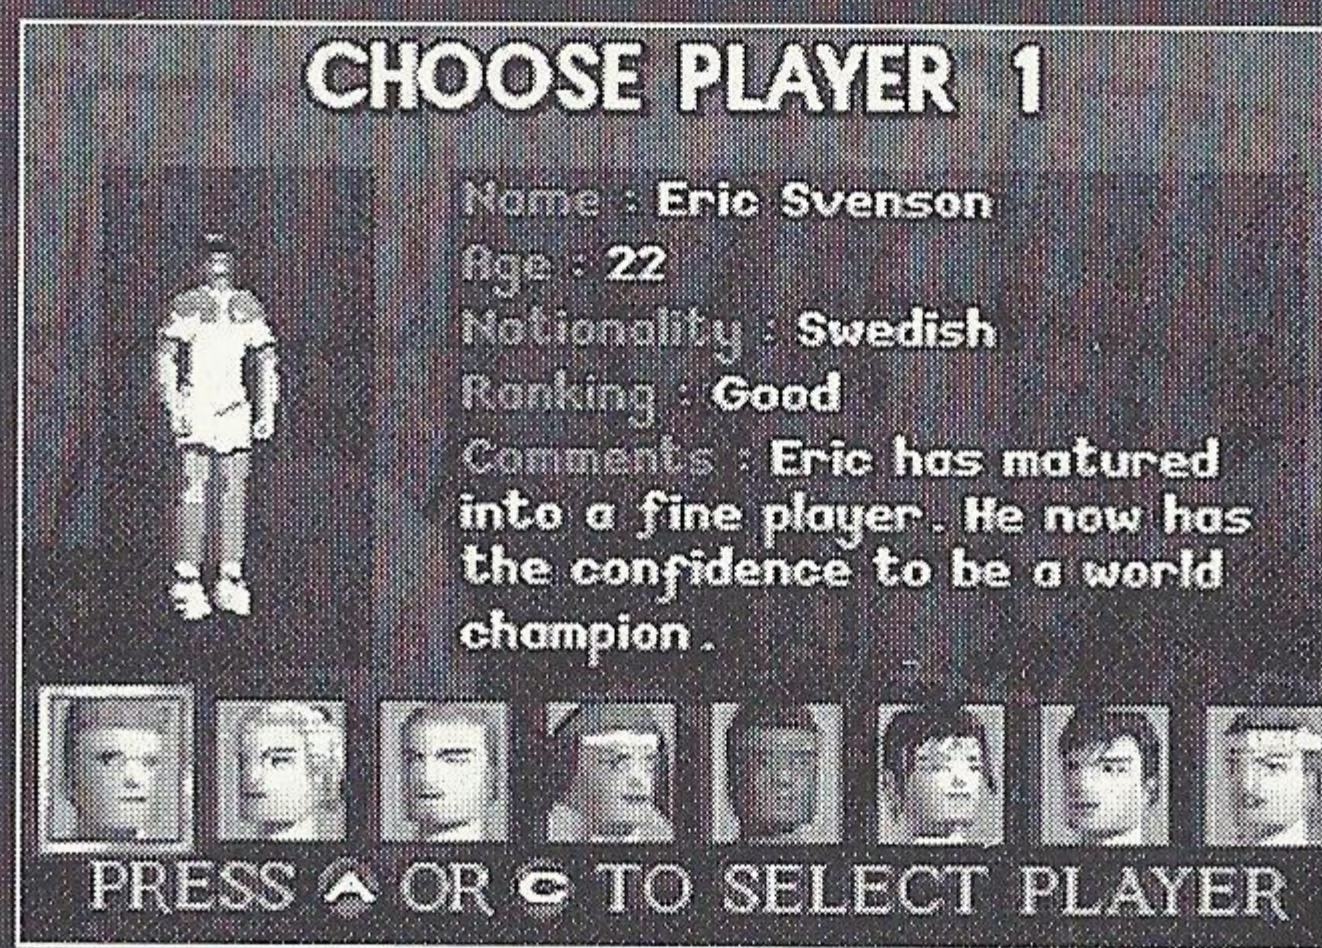 CHOOSE PLAYER 1
Name : Eric Svenson
Age : 22
Nationality : Swedish
Ranking : Good
Comments : Eric has matured
into a fine player. He now has
the confidence to be a world
champion.
PRESS A OR C TO SELECT PLAYER